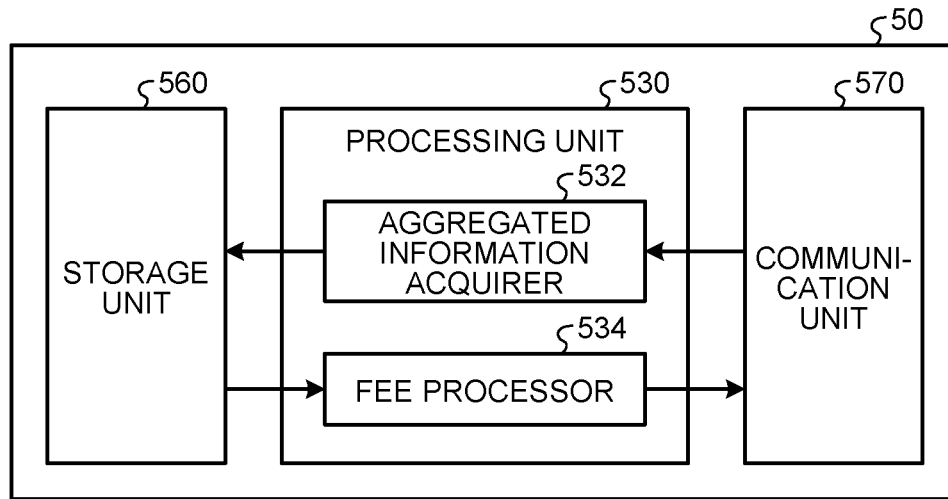 50
560
530
570
PROCESSING UNIT
532
AGGREGATED
INFORMATION
ACQUIRER
STORAGE
UNIT
COMMUNI-
CATION
UNIT
534
FEE PROCESSOR